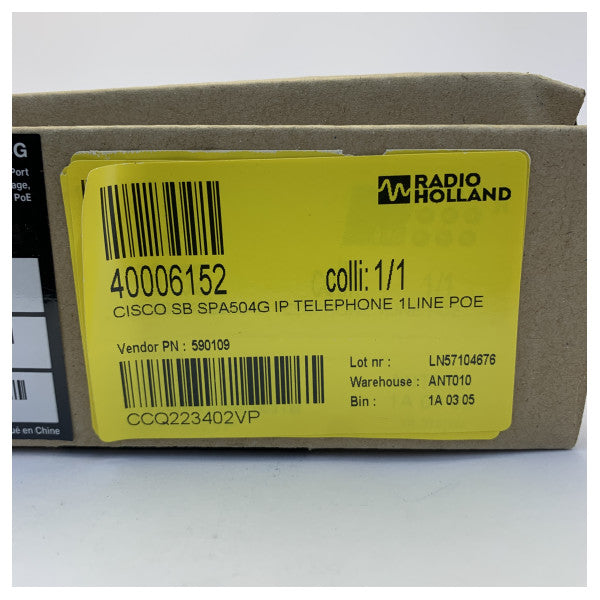 G
Port
age,
PoE
RADIO
HOLLAND
40006152 colli: 1/1
CISCO SB SPA504G IP TELEPHONE 1LINE POE
Vendor PN : 590109
Lot nr : LN57104676
Warehouse : ANT010
Bin : 1A 03 05
CCQ223402VP
ué en Chine